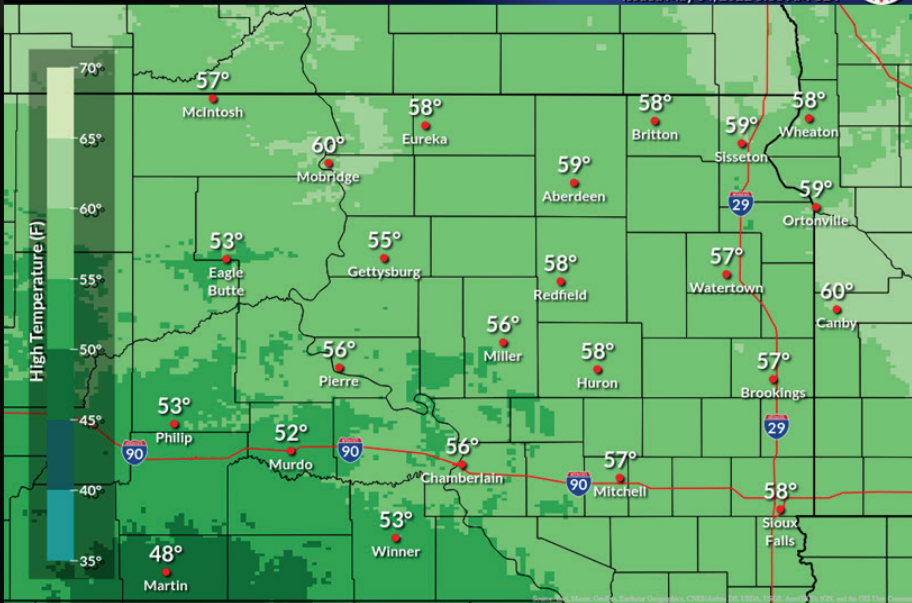 70°
65°
60°
55°
50°
45°
40°
35°
High Temperature (F)
57°
McIntosh
58°
Eureka
60°
Mobridge
58°
Britton
59°
Sisseton
58°
Wheaton
59°
Aberdeen
29
59°
Ortonville
53°
Eagle
Butte
55°
Gettysburg
58°
Redfield
57°
Watertown
60°
Canby
56°
Miller
56°
Pierre
58°
Huron
57°
Brookings
53°
Philip
29
90
52°
Murdo
90
56°
Chamberlain
90
57°
Mitchell
58°
Sioux
Falls
53°
Winner
48°
Martin